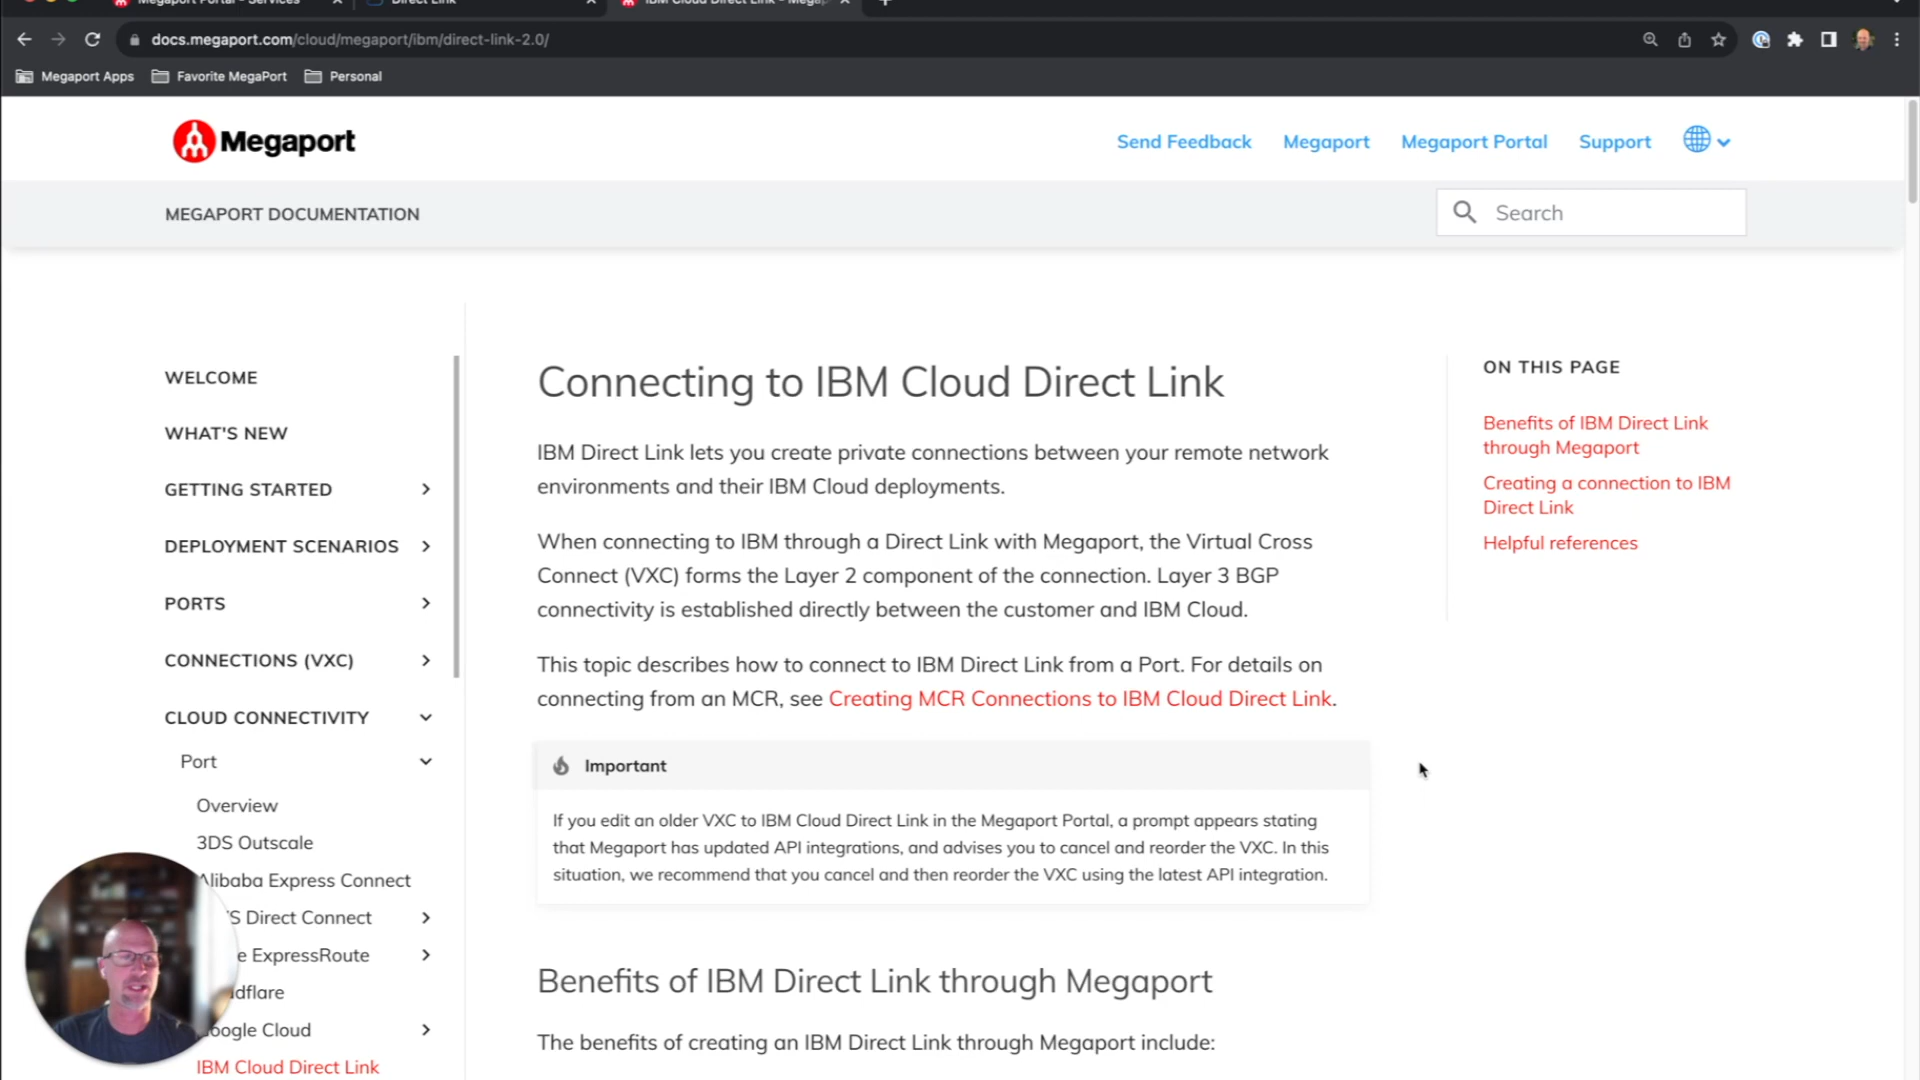 Megaport Portal - Services
Direct Link
IBM Cloud Direct Link - Megap
docs.megaport.com/cloud/megaport/ibm/direct-link-2.0/
Megaport Apps
Favorite MegaPort
Personal
Megaport
Send Feedback
Megaport
Megaport Portal
Support
MEGAPORT DOCUMENTATION
Search
WELCOME
WHAT'S NEW
GETTING STARTED
DEPLOYMENT SCENARIOS
PORTS
CONNECTIONS (VXC)
CLOUD CONNECTIVITY
Port
Overview
3DS Outscale
Alibaba Express Connect
S Direct Connect
e ExpressRoute
dflare
oogle Cloud
IBM Cloud Direct Link
Connecting to IBM Cloud Direct Link
IBM Direct Link lets you create private connections between your remote network
environments and their IBM Cloud deployments.
When connecting to IBM through a Direct Link with Megaport, the Virtual Cross
Connect (VXC) forms the Layer 2 component of the connection. Layer 3 BGP
connectivity is established directly between the customer and IBM Cloud.
This topic describes how to connect to IBM Direct Link from a Port. For details on
connecting from an MCR, see Creating MCR Connections to IBM Cloud Direct Link.
Important
If you edit an older VXC to IBM Cloud Direct Link in the Megaport Portal, a prompt appears stating
that Megaport has updated API integrations, and advises you to cancel and reorder the VXC. In this
situation, we recommend that you cancel and then reorder the VXC using the latest API integration.
Benefits of IBM Direct Link through Megaport
The benefits of creating an IBM Direct Link through Megaport include:
ON THIS PAGE
Benefits of IBM Direct Link
through Megaport
Creating a connection to IBM
Direct Link
Helpful references